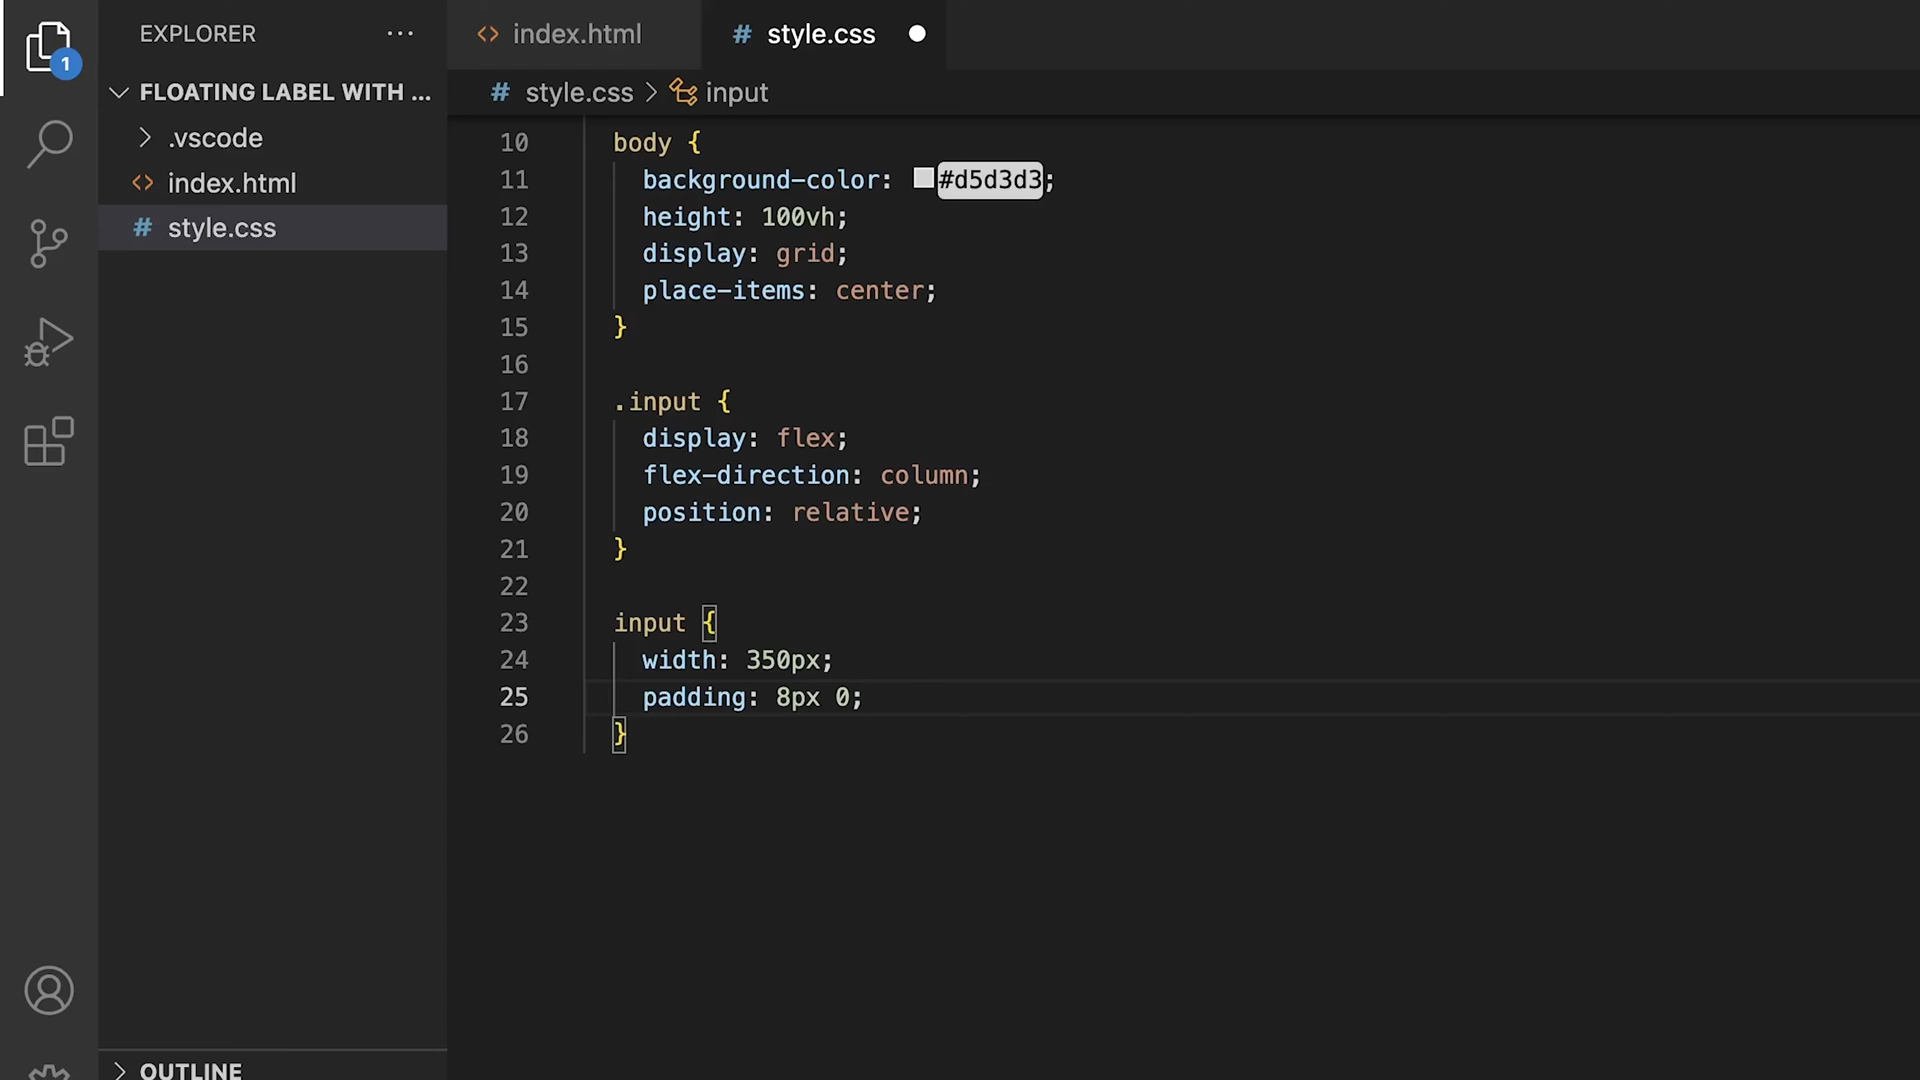 EXPLORER ...
index.html
# style.css
1
FLOATING LABEL WITH ...
# style.css > input
.vscode
index.html
# style.css
10 body {
11 background-color: #d5d3d3;
12 height: 100vh;
13 display: grid;
14 place-items: center;
15 }
16
17 .input {
18 display: flex;
19 flex-direction: column;
20 position: relative;
21 }
22
23 input {
24 width: 350px;
25 padding: 8px 0;
26 }
OUTLINE